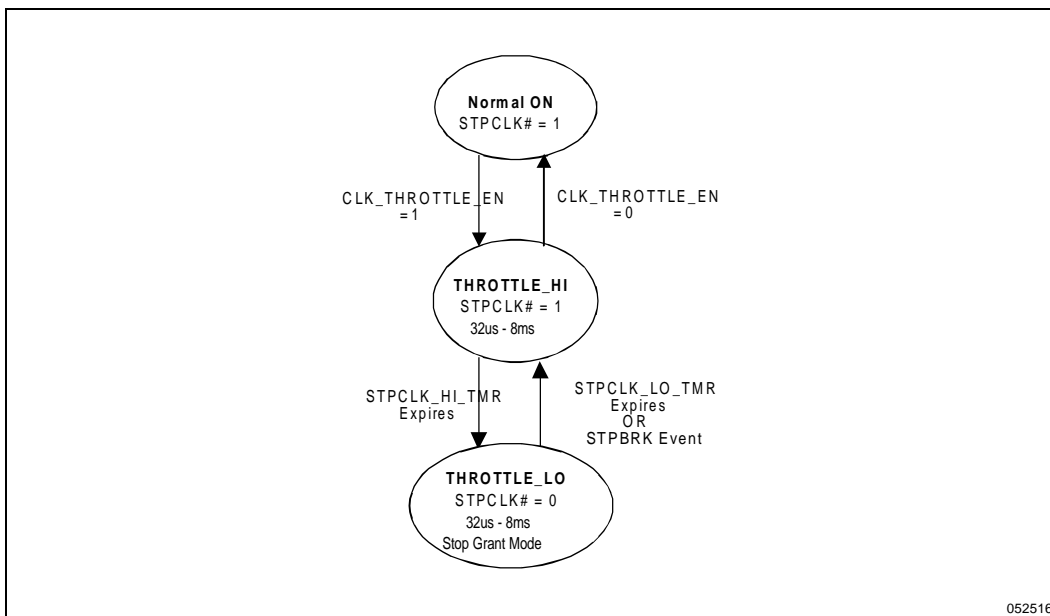 Normal ON
STPCLK# = 1
CLK_THROTTLE_EN
=1
CLK_THROTTLE_EN
=0
THROTTLE_HI
STPCLK# = 1
32us - 8ms
STPCLK_HI_TMR
Expires
STPCLK_LO_TMR
Expires
OR
STPBRK Event
THROTTLE_LO
STPCLK# = 0
32us - 8ms
Stop Grant Mode
052516